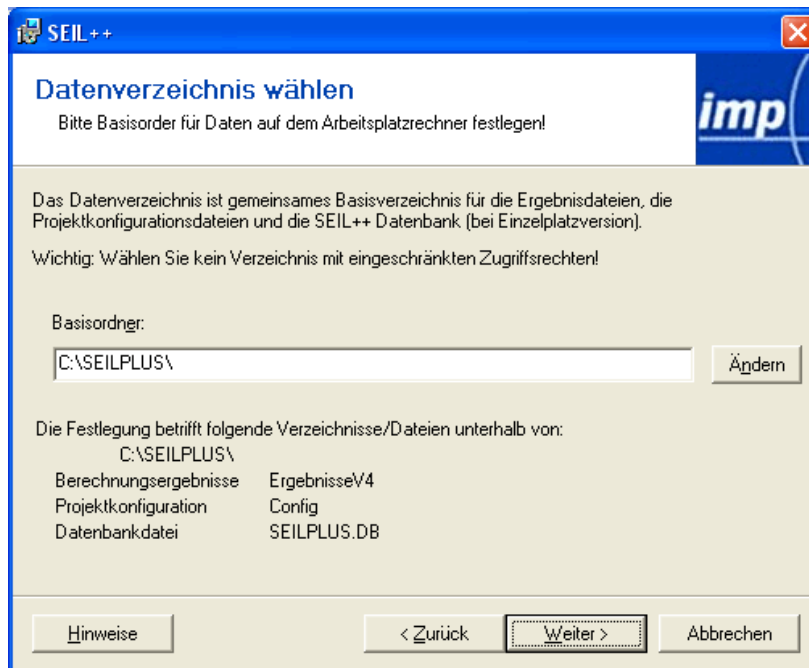 SEIL++
Datenverzeichnis wählen
Bitte Basisorder für Daten auf dem Arbeitsplatzrechner festlegen!
imp
Das Datenverzeichnis ist gemeinsames Basisverzeichnis für die Ergebnisdateien, die
Projektkonfigurationsdateien und die SEIL++ Datenbank (bei Einzelplatzversion).
Wichtig: Wählen Sie kein Verzeichnis mit eingeschränkten Zugriffsrechten!
Basisordner:
C:\SEILPLUS\
Ändern
Die Festlegung betrifft folgende Verzeichnisse/Dateien unterhalb von:
C:\SEILPLUS\
Berechnungsergebnisse ErgebnisseV4
Projektkonfiguration Config
Datenbankdatei SEILPLUS.DB
Hinweise < Zurück Weiter > Abbrechen